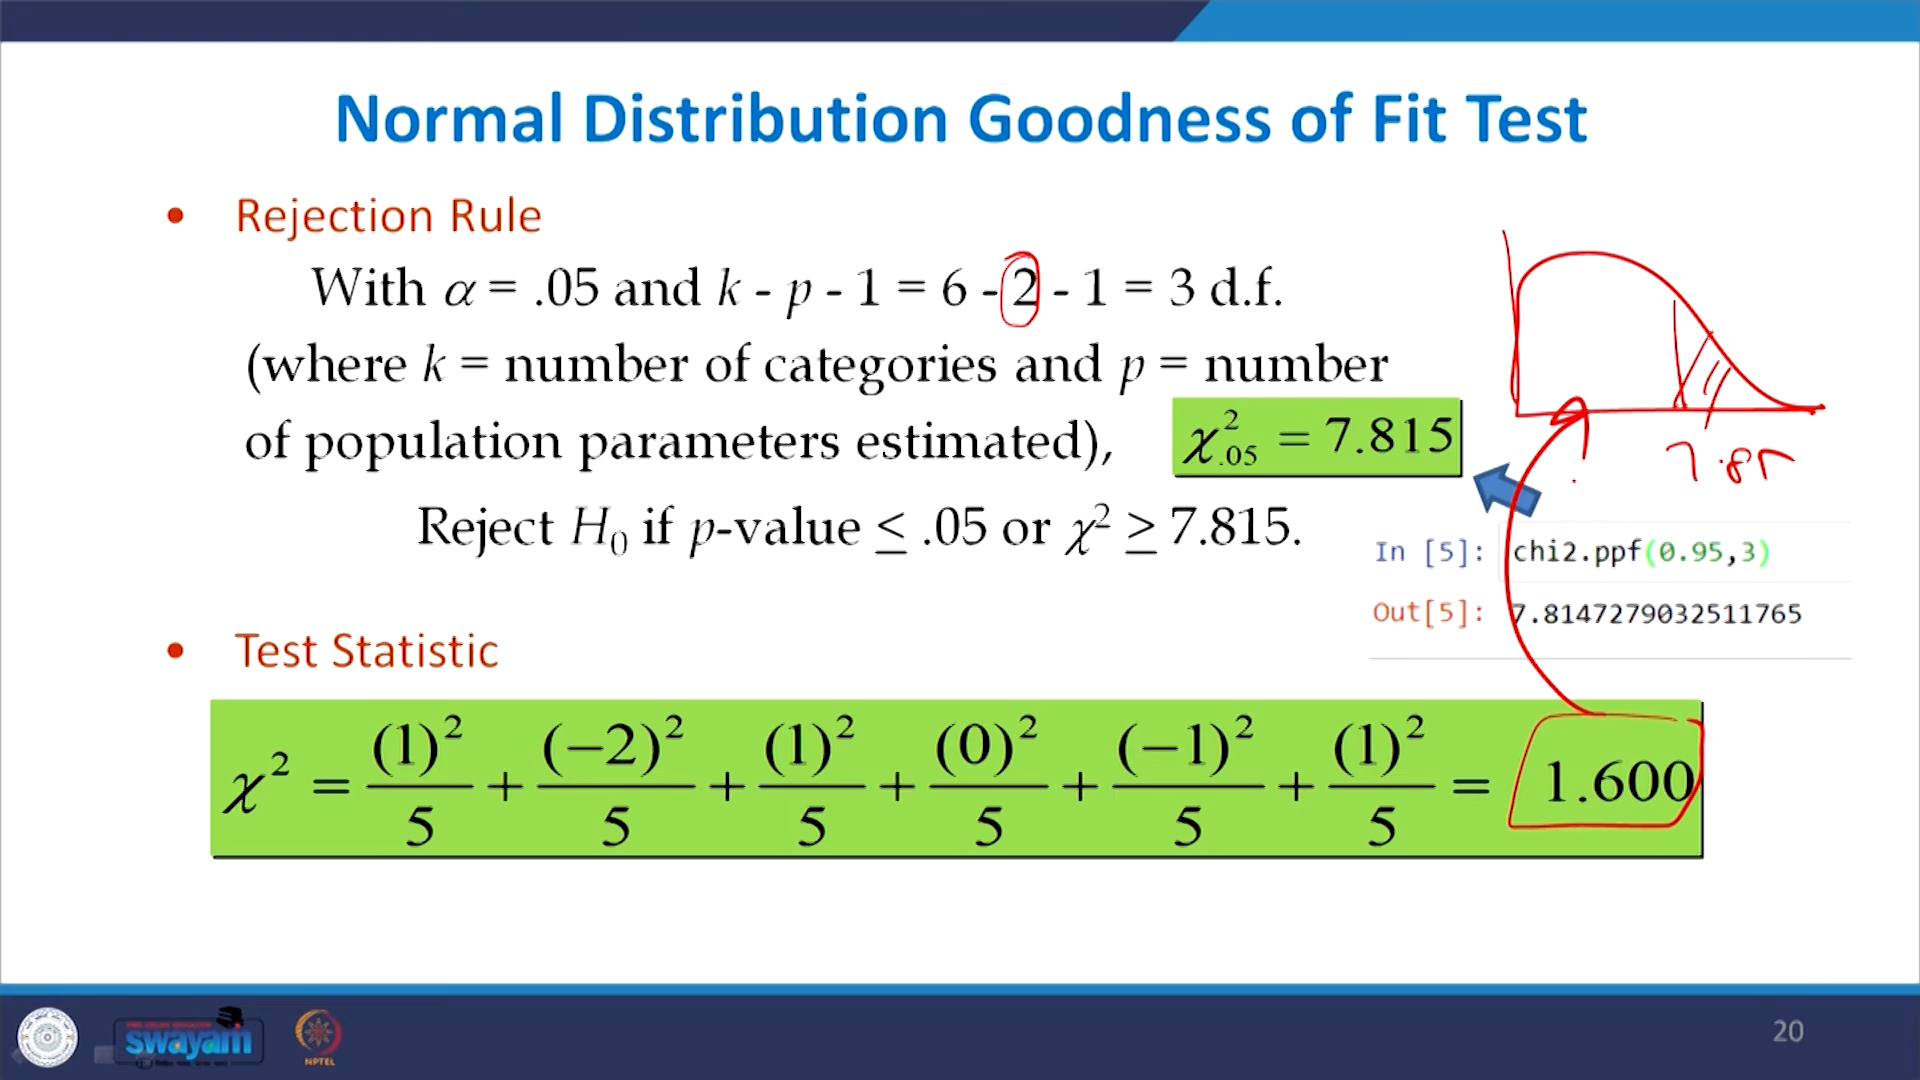 Normal Distribution Goodness of Fit Test
• Rejection Rule
With α = .05 and k - p - 1 = 6 - 2 - 1 = 3 d.f.
(where k = number of categories and p = number
of population parameters estimated),
χ².05 = 7.815
7.85
Reject H₀ if p-value ≤ .05 or χ² ≥ 7.815.
In [5]: chi2.ppf(0.95,3)
Out[5]: 7.8147279032511765
• Test Statistic
χ² = (1)²/5 + (−2)²/5 + (1)²/5 + (0)²/5 + (−1)²/5 + (1)²/5 = 1.600
swayam
NPTEL
20